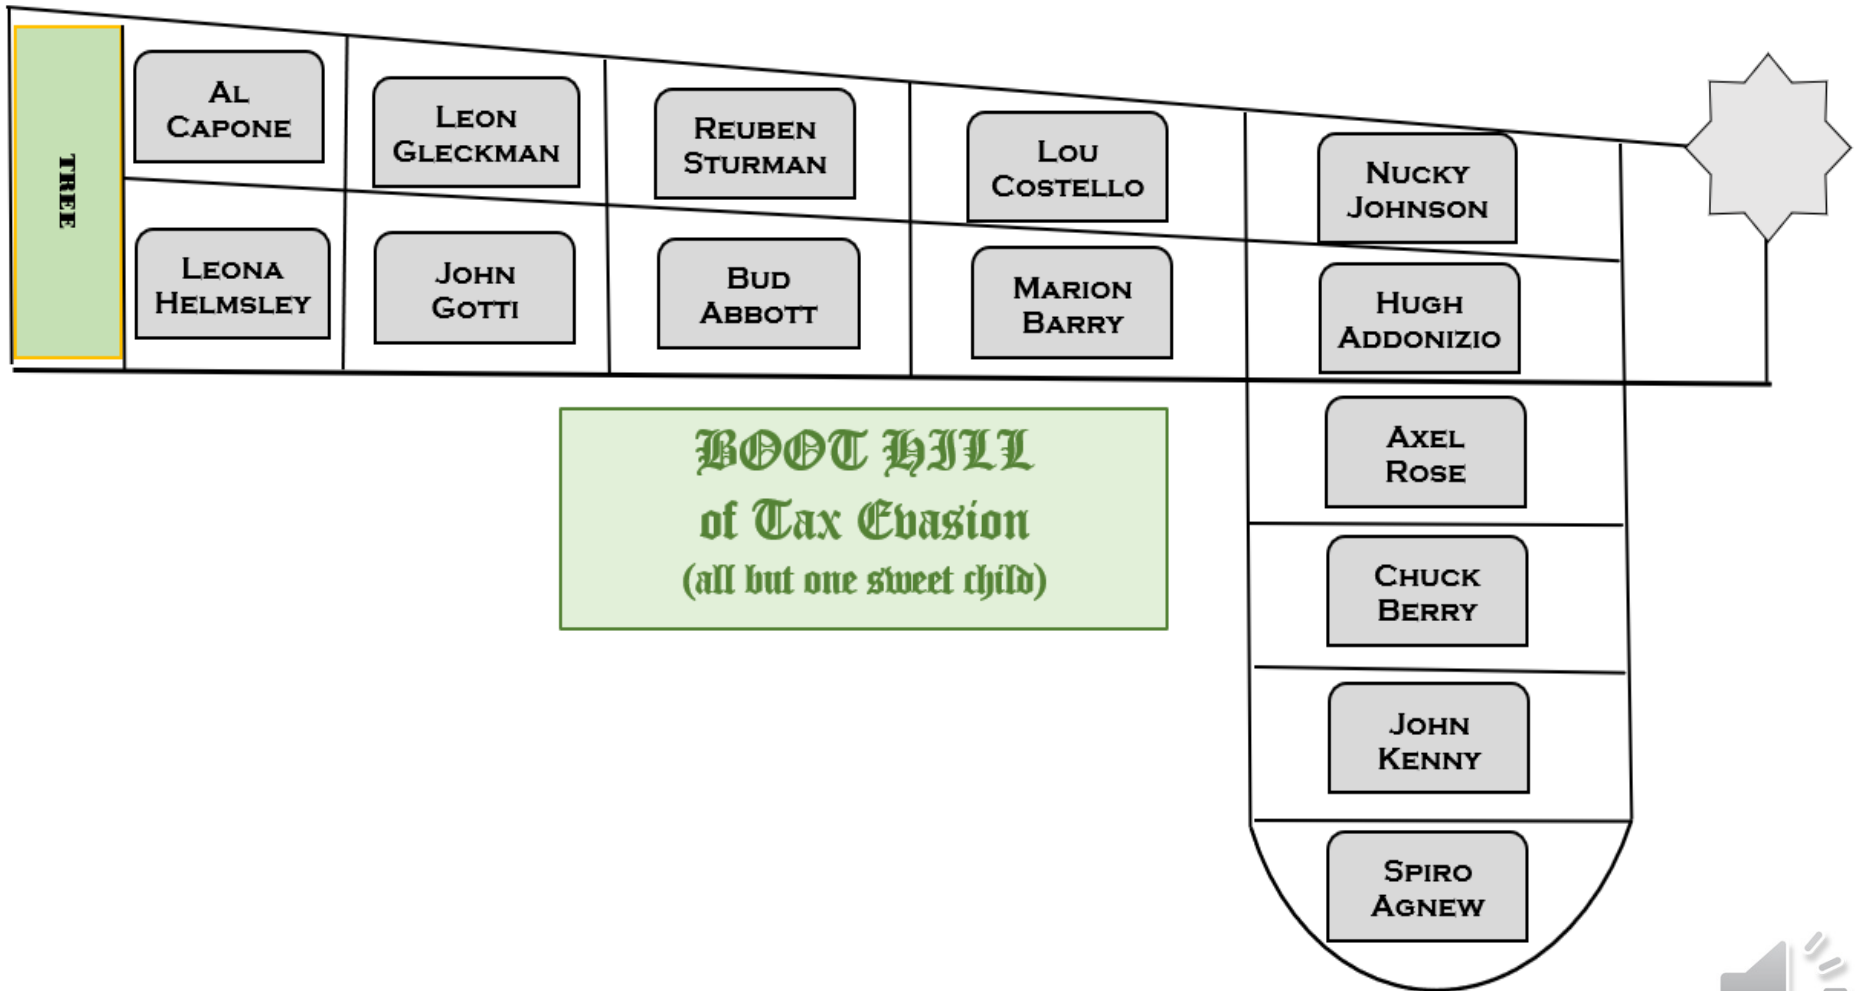 TREE
AL
CAPONE
LEON
GLECKMAN
REUBEN
STURMAN
LOU
COSTELLO
NUCKY
JOHNSON
LEONA
HELMSLEY
JOHN
GOTTI
BUD
ABBOTT
MARION
BARRY
HUGH
ADDONIZIO
AXEL
ROSE
CHUCK
BERRY
JOHN
KENNY
SPIRO
AGNEW
BOOT HILL
of Tax Evasion
(all but one sweet child)